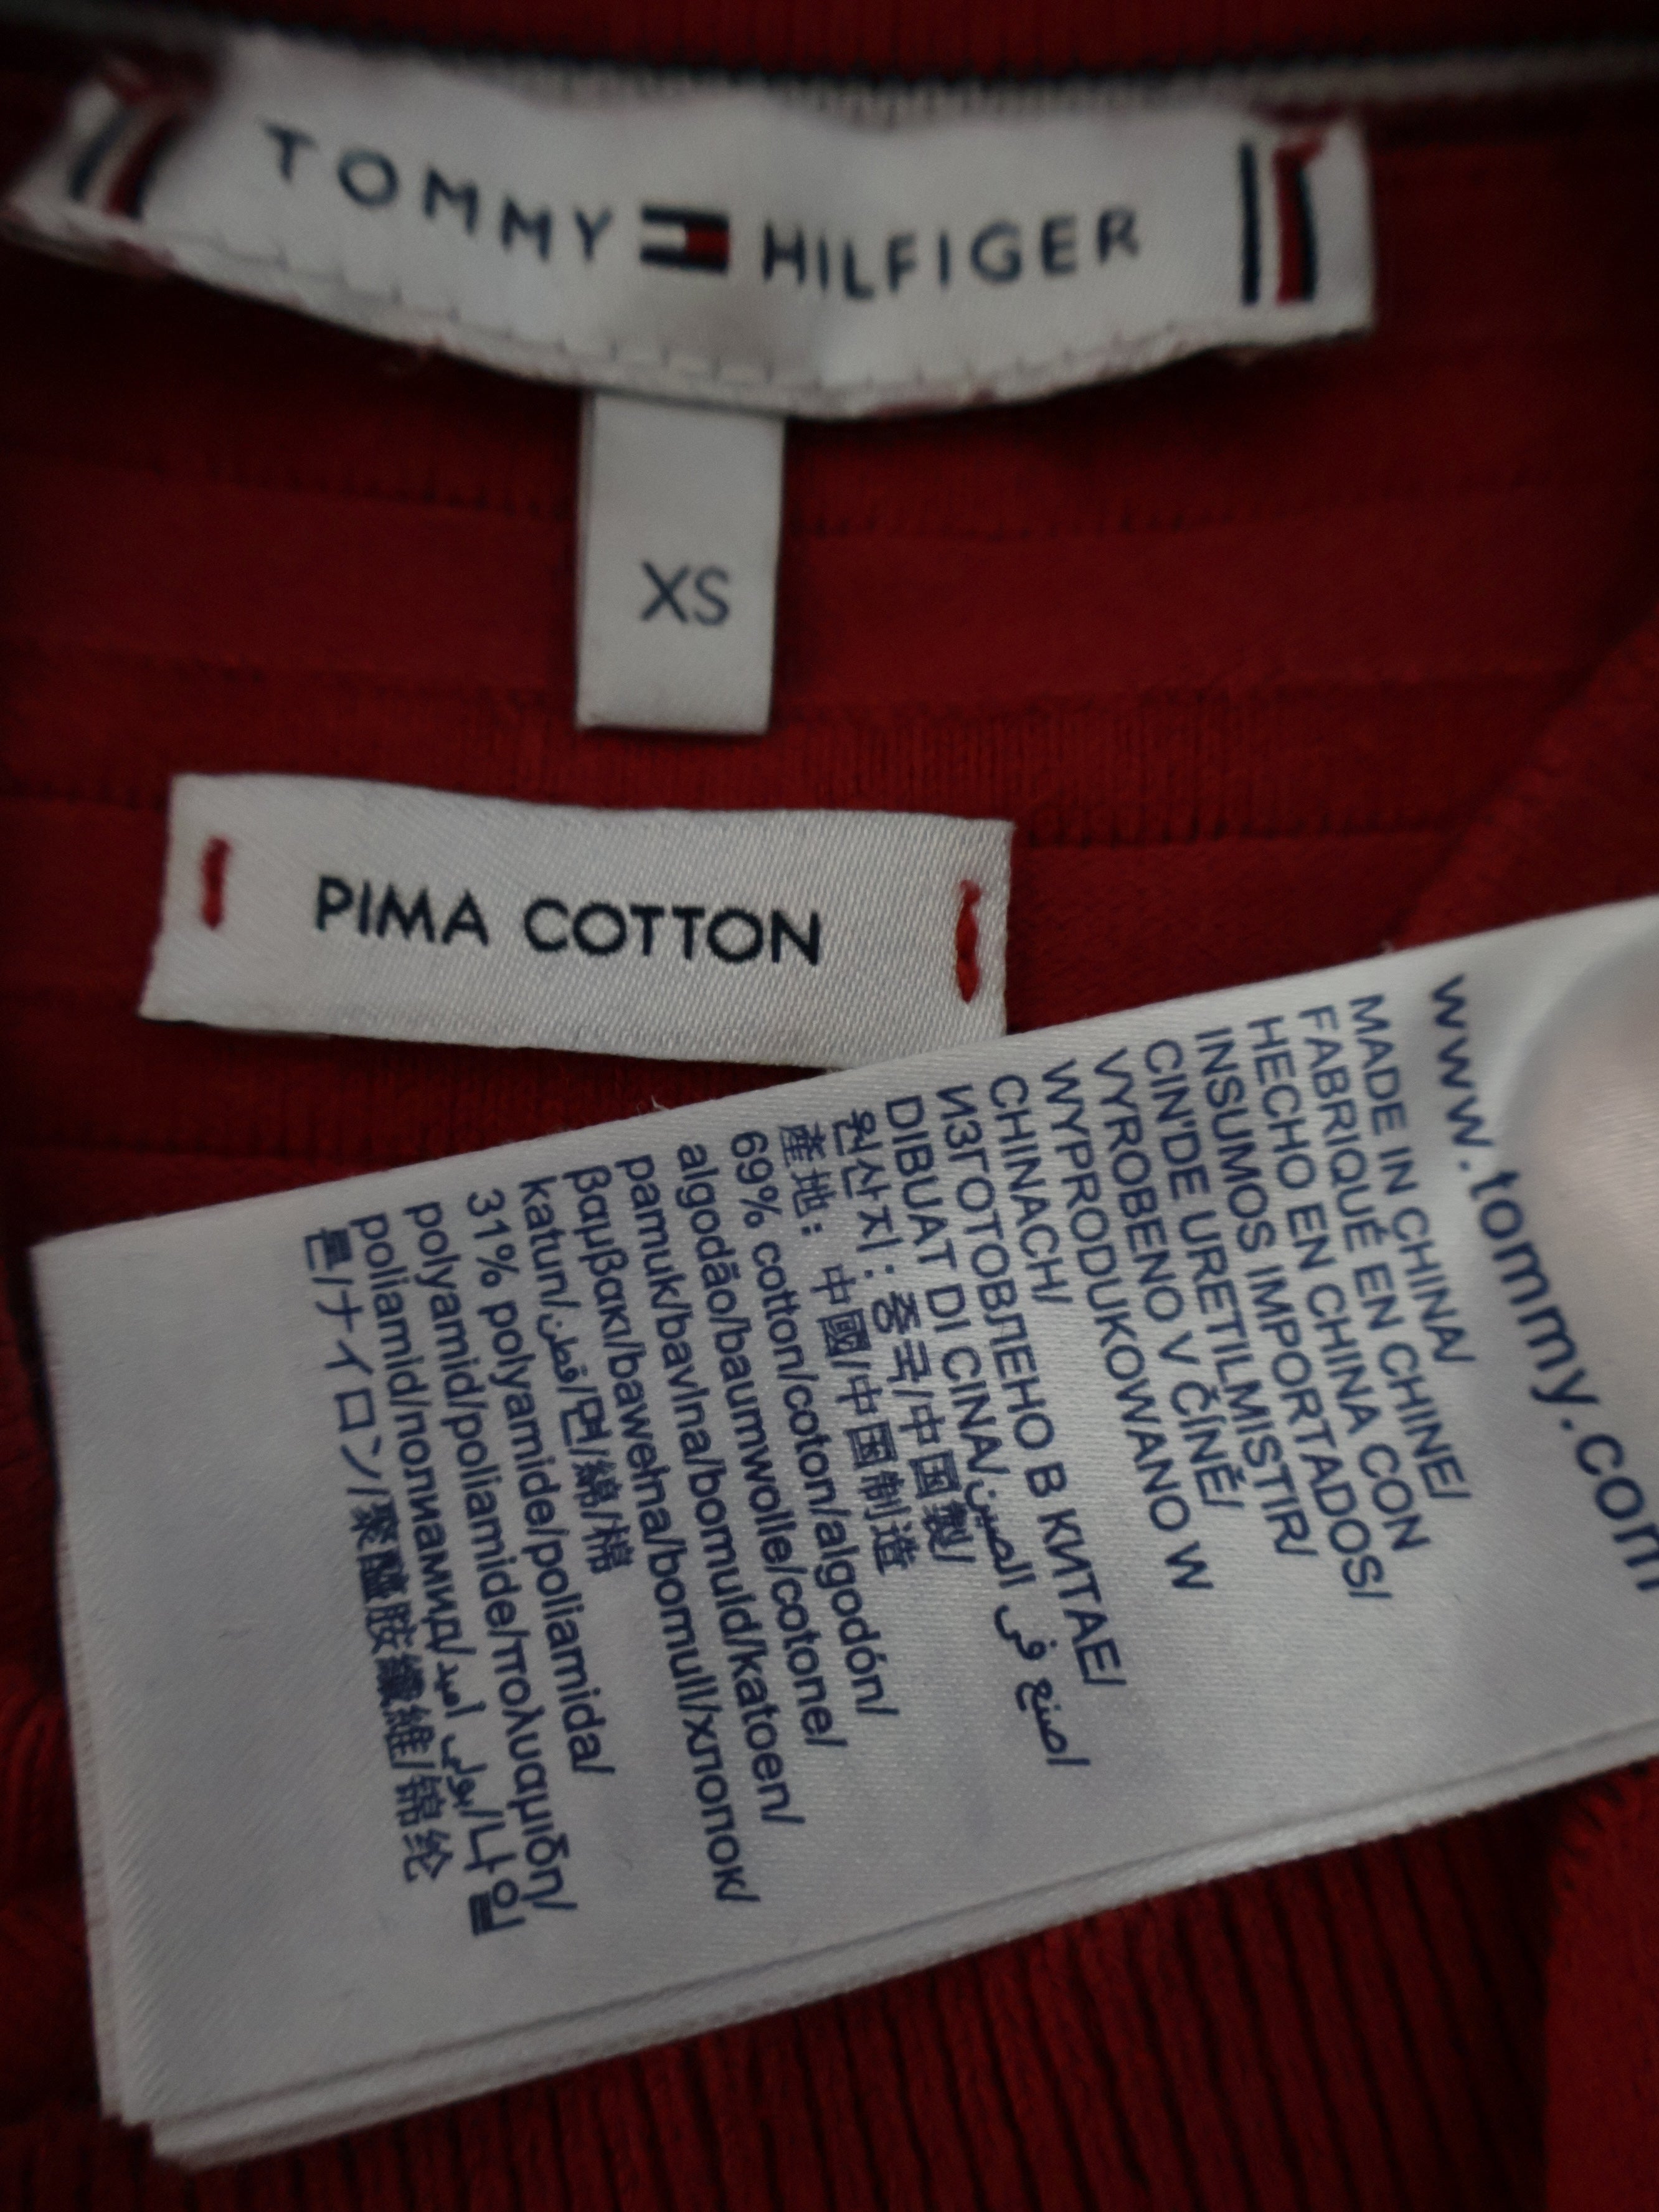 TOMMY HILFIGER
XS
PIMA COTTON
www.tommy.com
MADE IN CHINA/
FABRIQUÉ EN CHINE/
HECHO EN CHINA CON
INSUMOS IMPORTADOS/
CIN'DE URETILMISTIR/
VYROBENO V ČÍNĚ/
WYPRODUKOWANO W
CHINACH/
ИЗГОТОВЛЕНО В КИТАЕ/
DIBUAT DI CINA/اصنع في الصين/
원산지: 중국/中国製/
産地: 中國/中国制造
69% cotton/coton/algodón/
algodão/baumwolle/cotone/
pamuk/bavlna/bomuld/katoen/
βαμβακι/bawełna/bomull/хлопок/
katun/قطن/면/綿/棉
31% polyamide/poliamida/
polyamid/poliamide/πολυαμιδη/
poliamid/полиамид/بولي أميد/나일
론/ナイロン/聚醯胺纖維/锦纶